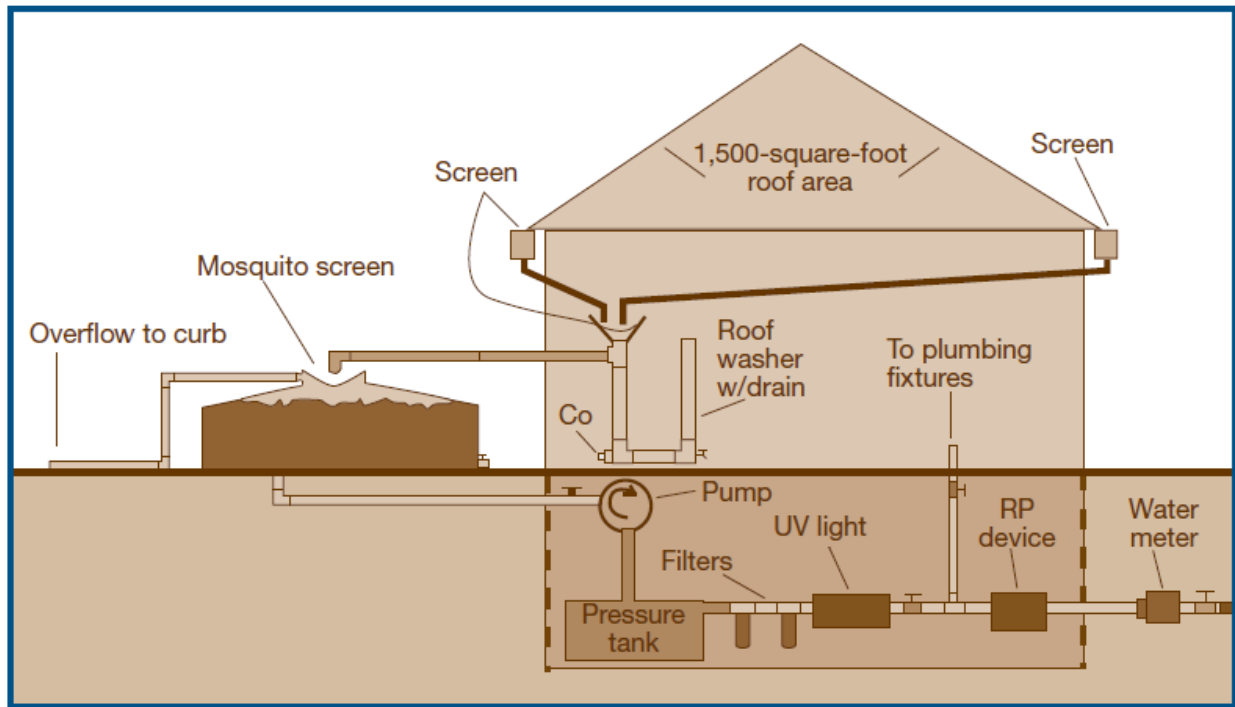 1,500-square-foot
roof area
Screen
Screen
Mosquito screen
Overflow to curb
Roof
washer
w/drain
To plumbing
fixtures
Co
Pump
UV light
RP
device
Water
meter
Filters
Pressure
tank